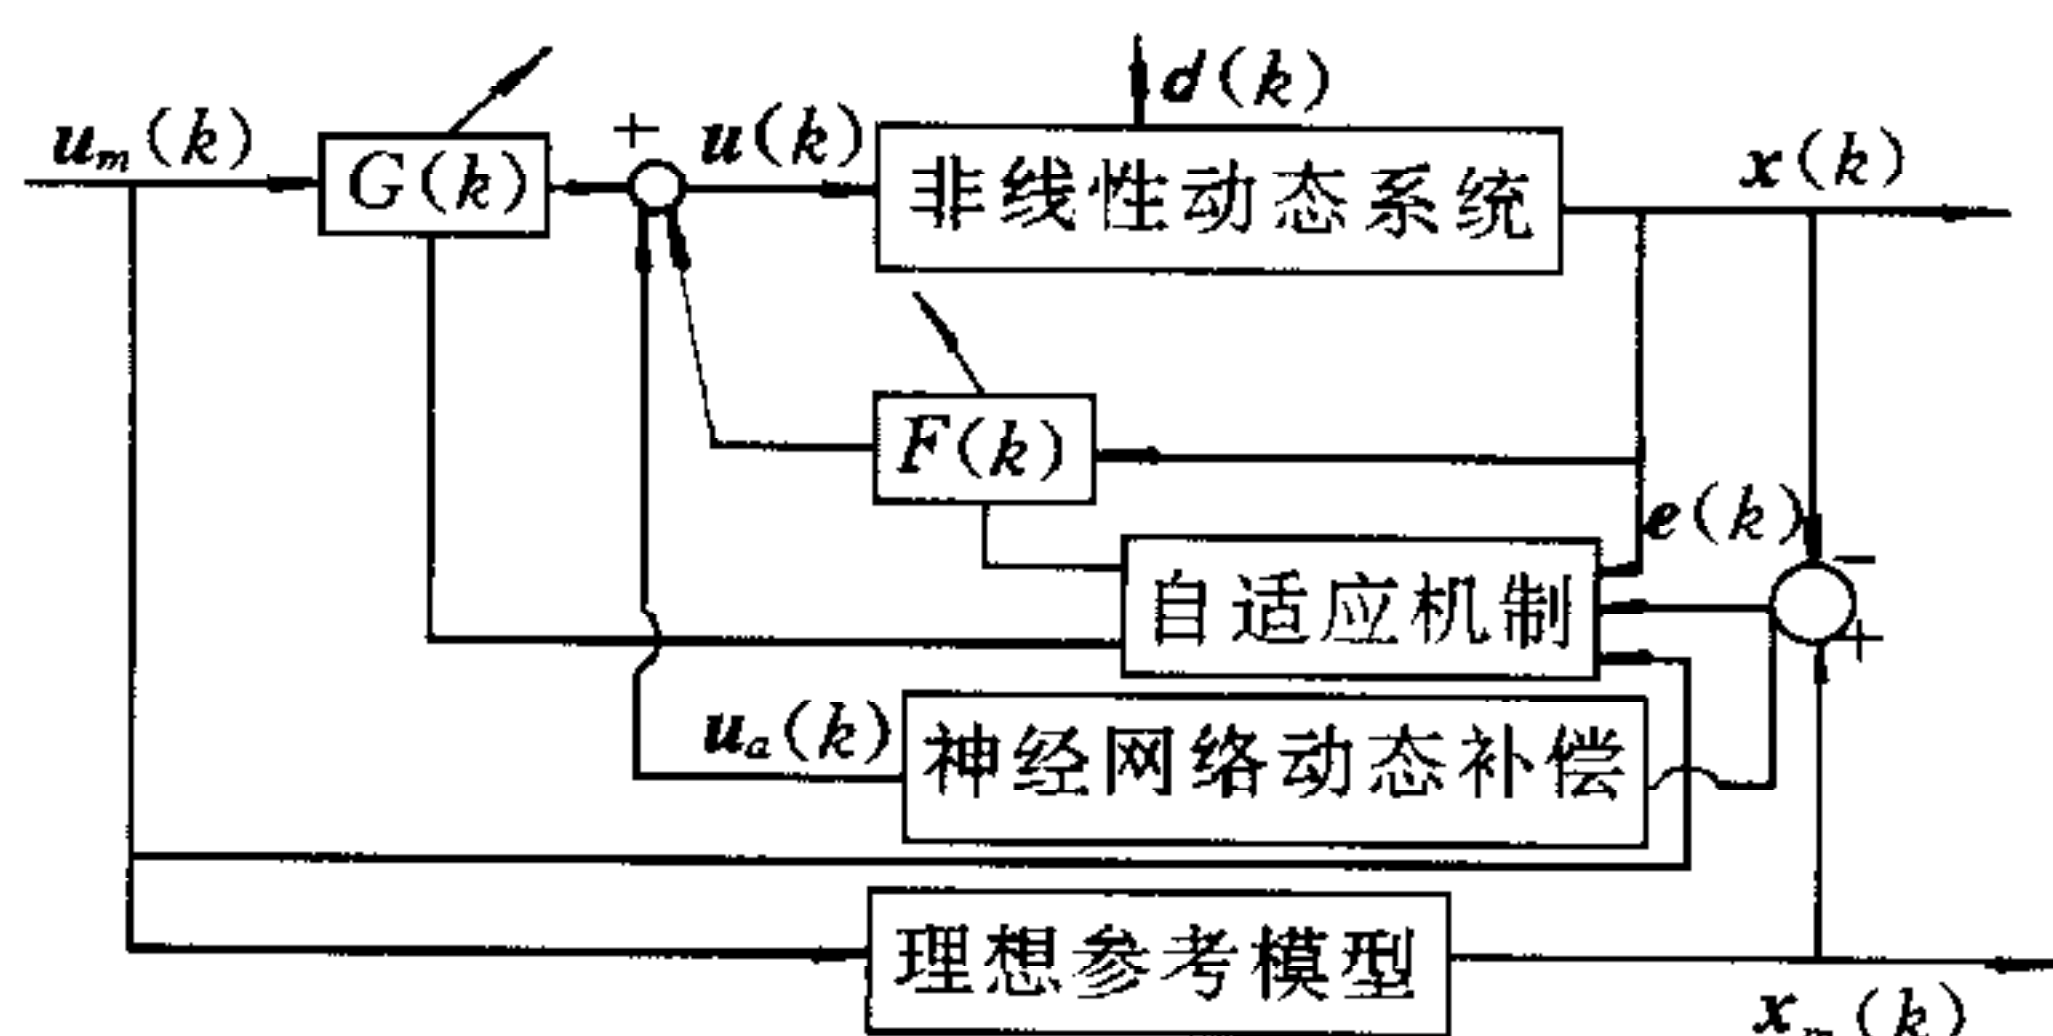 d(k)
u_m(k)
G(k)
+
u(k)
非线性动态系统
x(k)
F(k)
e(k)
−
自适应机制
+
u_a(k)
神经网络动态补偿
理想参考模型
x_m(k)